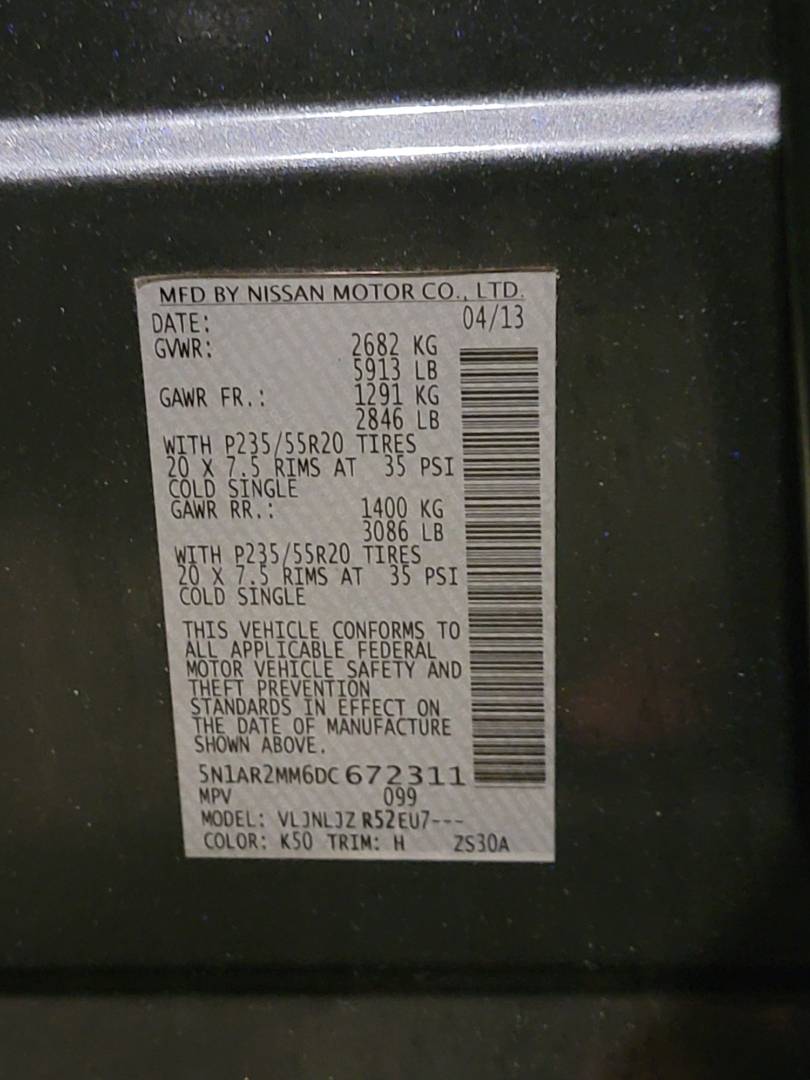 MFD BY NISSAN MOTOR CO., LTD.
DATE: 04/13
GVWR: 2682 KG
5913 LB
GAWR FR.: 1291 KG
2846 LB
WITH P235/55R20 TIRES
20 X 7.5 RIMS AT 35 PSI
COLD SINGLE
GAWR RR.: 1400 KG
3086 LB
WITH P235/55R20 TIRES
20 X 7.5 RIMS AT 35 PSI
COLD SINGLE
THIS VEHICLE CONFORMS TO
ALL APPLICABLE FEDERAL
MOTOR VEHICLE SAFETY AND
THEFT PREVENTION
STANDARDS IN EFFECT ON
THE DATE OF MANUFACTURE
SHOWN ABOVE.
5N1AR2MM6DC672311
MPV 099
MODEL: VLJNLJZ R52EU7---
COLOR: K50 TRIM: H ZS30A